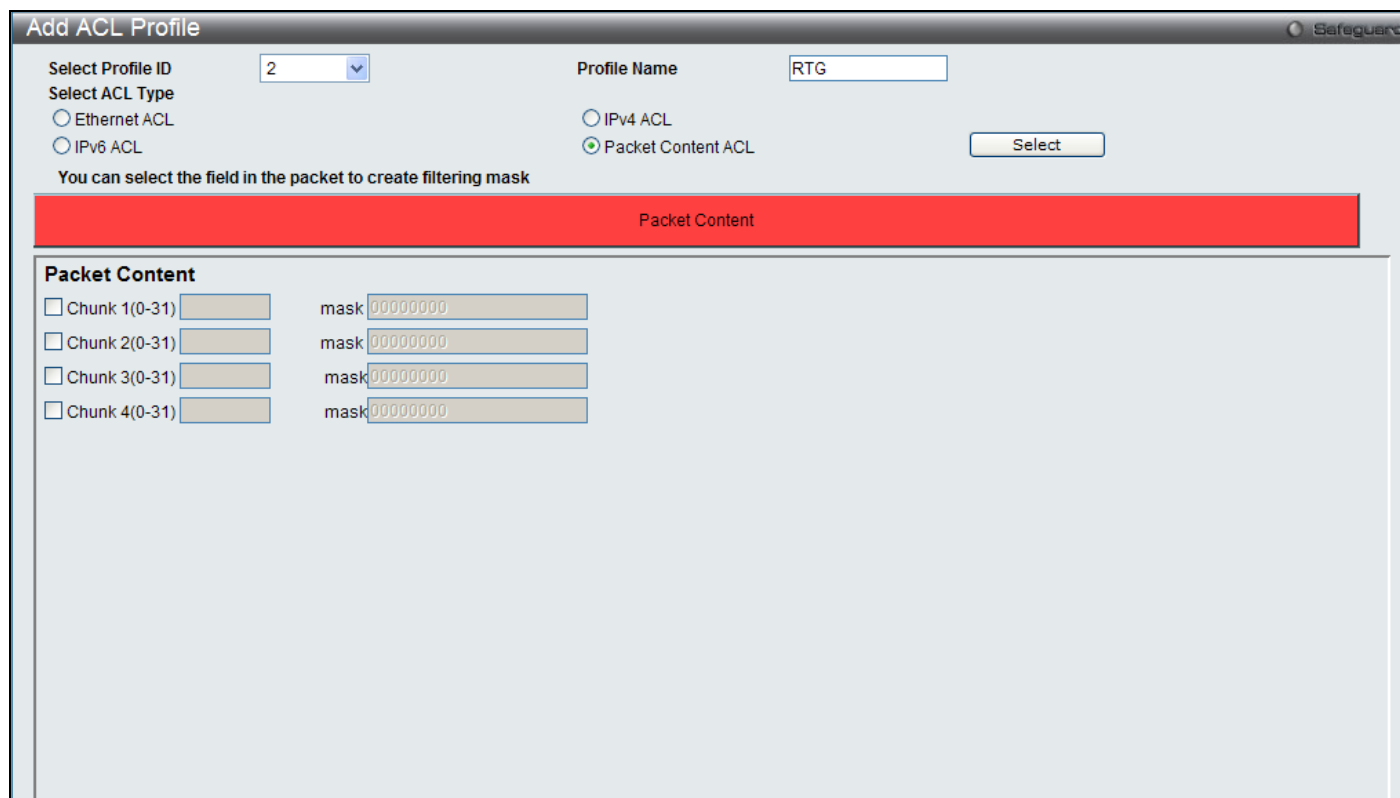 Add ACL Profile
Safeguard
Select Profile ID 2 Profile Name RTG
Select ACL Type
Ethernet ACL IPv4 ACL
IPv6 ACL Packet Content ACL Select
You can select the field in the packet to create filtering mask
Packet Content
Packet Content
Chunk 1(0-31) mask 00000000
Chunk 2(0-31) mask 00000000
Chunk 3(0-31) mask 00000000
Chunk 4(0-31) mask 00000000